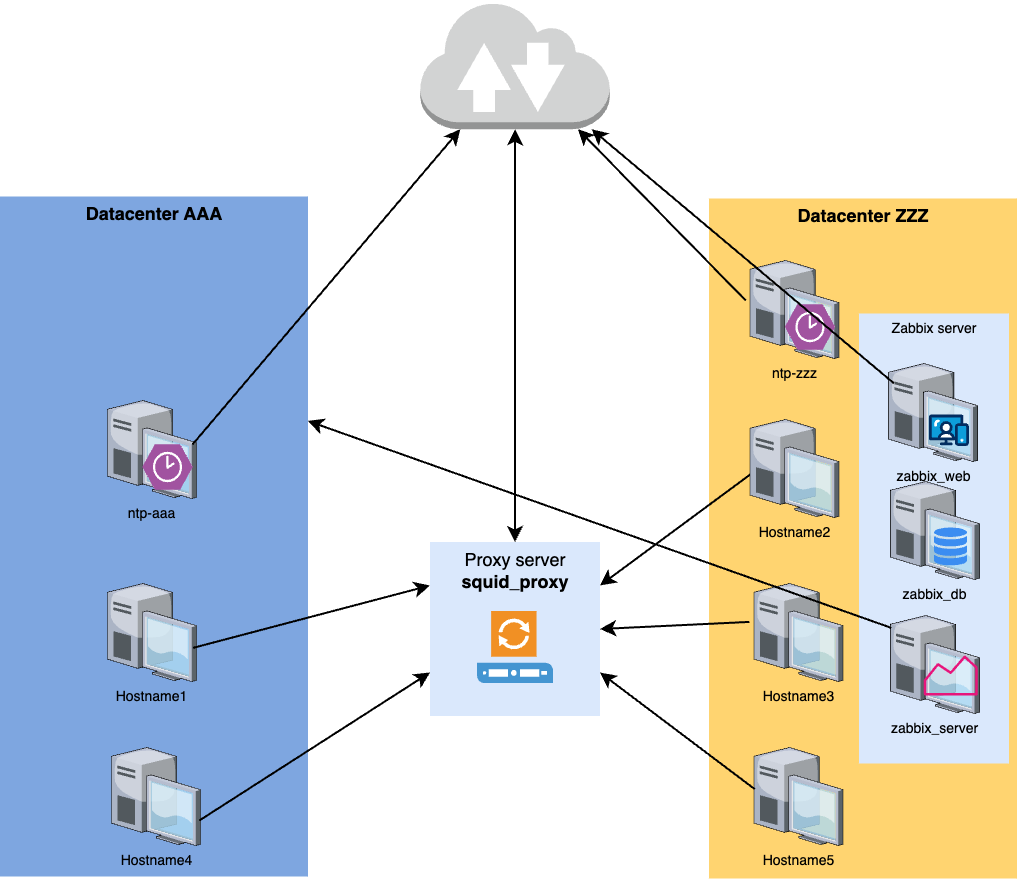 Datacenter AAA
ntp-aaa
Hostname1
Hostname4
Proxy server
squid_proxy
Datacenter ZZZ
ntp-zzz
Hostname2
Hostname3
Hostname5
Zabbix server
zabbix_web
zabbix_db
zabbix_server